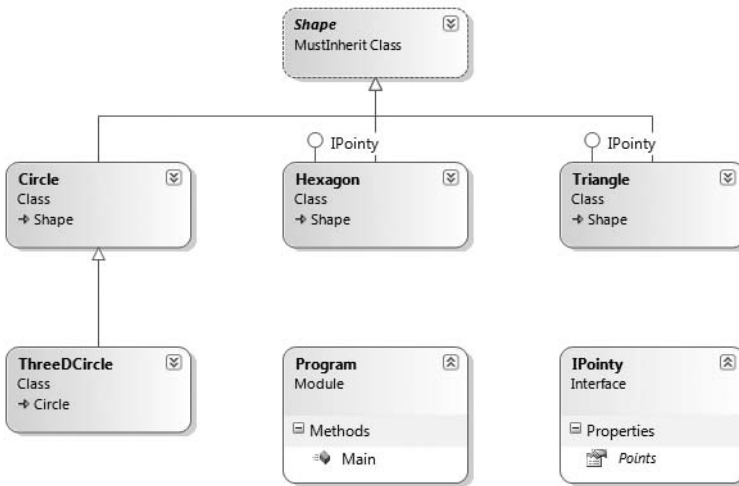 Shape
MustInherit Class
IPointy
IPointy
Circle
Class
Shape
Hexagon
Class
Shape
Triangle
Class
Shape
ThreeDCircle
Class
Circle
Program
Module
Methods
Main
IPointy
Interface
Properties
Points